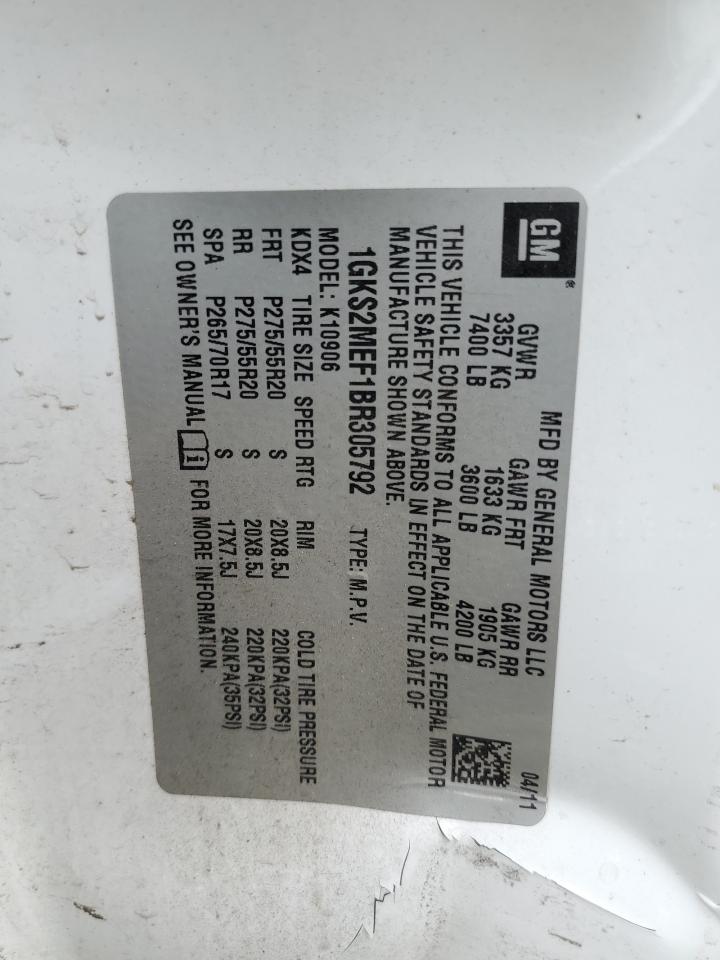 GM®
MFD BY GENERAL MOTORS LLC 04/11
GVWR GAWR FRT GAWR RR
3357 KG 1633 KG 1905 KG
7400 LB 3600 LB 4200 LB
THIS VEHICLE CONFORMS TO ALL APPLICABLE U.S. FEDERAL MOTOR
VEHICLE SAFETY STANDARDS IN EFFECT ON THE DATE OF
MANUFACTURE SHOWN ABOVE.
1GKS2MEF1BR305792 TYPE: M.P.V.
MODEL: K10906
KDX4 TIRE SIZE SPEED RTG RIM COLD TIRE PRESSURE
FRT P275/55R20 S 20X8.5J 220KPA(32PSI)
RR P275/55R20 S 20X8.5J 220KPA(32PSI)
SPA P265/70R17 S 17X7.5J 240KPA(35PSI)
SEE OWNER'S MANUAL i FOR MORE INFORMATION.